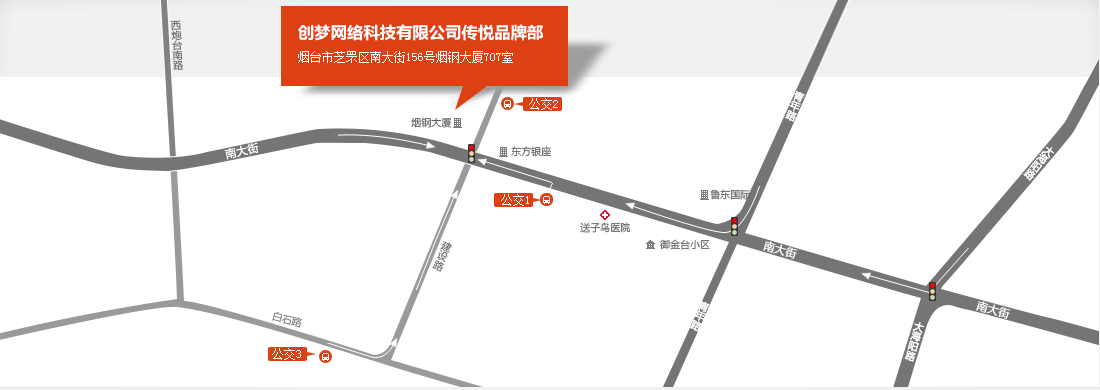 创梦网络科技有限公司传悦品牌部
烟台市芝罘区南大街156号烟钢大厦707室
西炮台南路
公交2
烟钢大厦
南大街
东方银座
公交1
鲁东国际
送子鸟医院
御金台小区
南大街
南大街
白石路
公交3